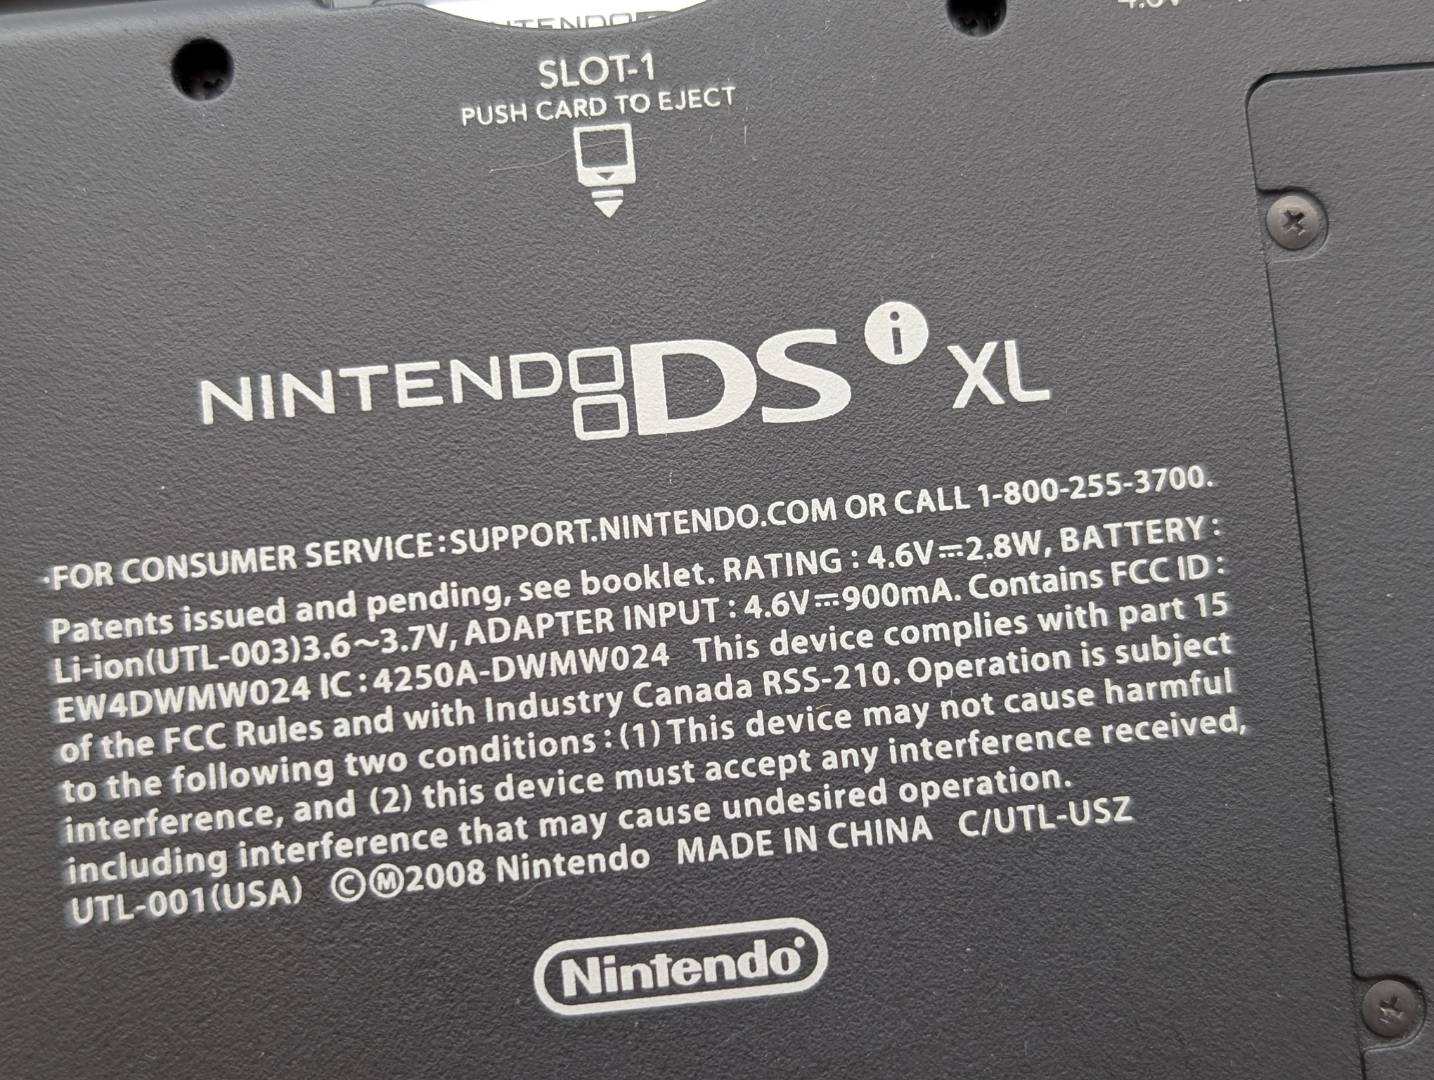 SLOT-1
PUSH CARD TO EJECT
NINTENDO DSi XL
·FOR CONSUMER SERVICE:SUPPORT.NINTENDO.COM OR CALL 1-800-255-3700.
Patents issued and pending, see booklet. RATING : 4.6V⎓2.8W, BATTERY :
Li-ion(UTL-003)3.6~3.7V, ADAPTER INPUT : 4.6V⎓900mA. Contains FCC ID :
EW4DWMW024 IC : 4250A-DWMW024 This device complies with part 15
of the FCC Rules and with Industry Canada RSS-210. Operation is subject
to the following two conditions : (1) This device may not cause harmful
interference, and (2) this device must accept any interference received,
including interference that may cause undesired operation.
UTL-001(USA) ©Ⓜ2008 Nintendo MADE IN CHINA C/UTL-USZ
Nintendo®